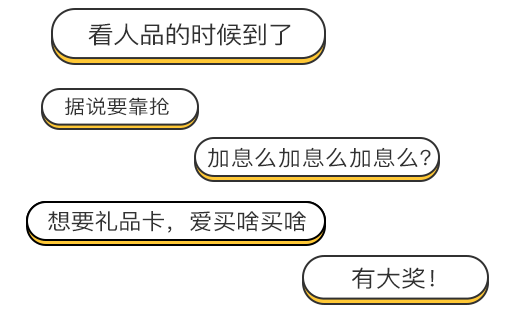 看人品的时候到了
据说要靠抢
加息么加息么加息么?
想要礼品卡，爱买啥买啥
有大奖！